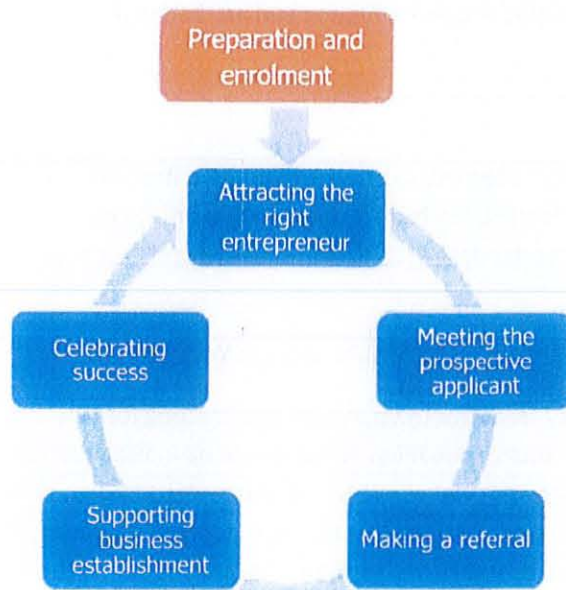 Preparation and
enrolment
Attracting the
right
entrepreneur
Meeting the
prospective
applicant
Making a referral
Supporting
business
establishment
Celebrating
success